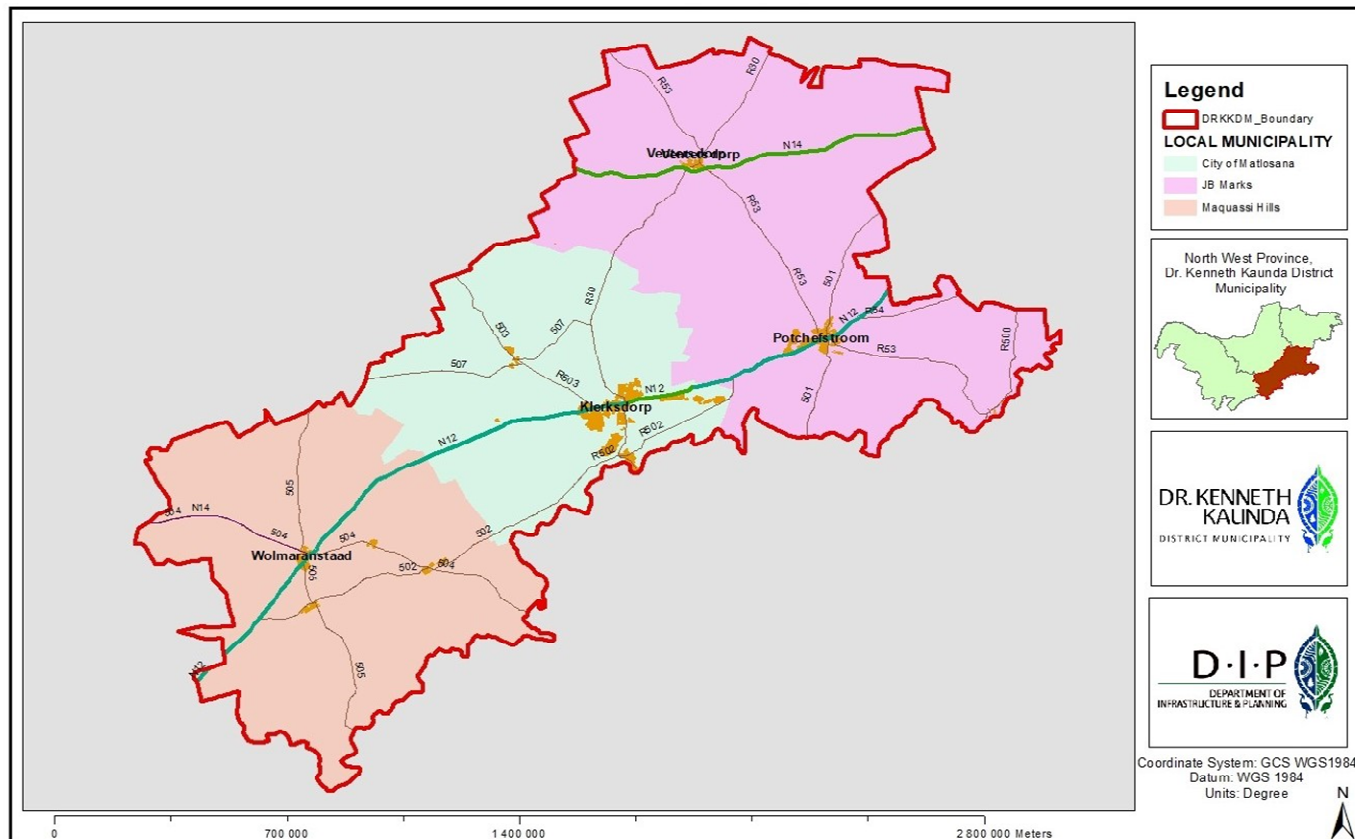 R53
R30
N14
Ventersdorp
R53
R53
501
N12
R54
Potchefstroom
R53
R500
501
R30
507
503
507
R503
N12
Klerksdorp
R502
R502
N12
505
504
N14
504
504
Wolmaranstaad
505
502
504
502
505
N12
0
700 000
1 400 000
2 800 000 Meters
Legend
DRKKDM_Boundary
LOCAL MUNICIPALITY
City of Matlosana
JB Marks
Maquassi Hills
North West Province,
Dr. Kenneth Kaunda District
Municipality
DR. KENNETH
KAUNDA
DISTRICT MUNICIPALITY
D·I·P
DEPARTMENT OF
INFRASTRUCTURE & PLANNING
Coordinate System: GCS WGS1984
Datum: WGS 1984
Units: Degree
N